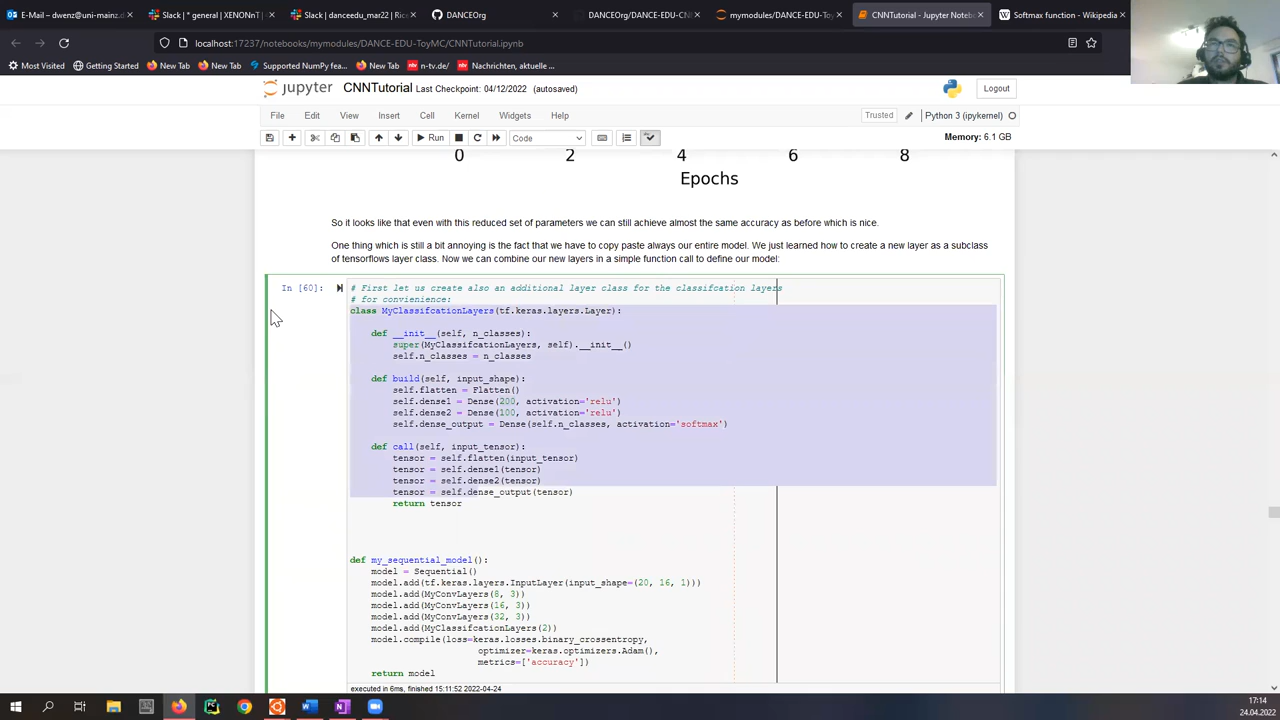 E-Mail – dwenz@uni-mainz.d
Slack | * general | XENONnT |
Slack | danceedu_mar22 | Ric
DANCEOrg
DANCEOrg/DANCE-EDU-CN
mymodules/DANCE-EDU-ToyM
CNNTutorial - Jupyter Notebo
Softmax function - Wikipedia
localhost:17237/notebooks/mymodules/DANCE-EDU-ToyMC/CNNTutorial.ipynb
Most Visited
Getting Started
New Tab
New Tab
Supported NumPy fea...
New Tab
n-tv.de/
Nachrichten, aktuelle ...
jupyter CNNTutorial Last Checkpoint: 04/12/2022 (autosaved)
Logout
File Edit View Insert Cell Kernel Widgets Help
Trusted
Python 3 (ipykernel)
Run
Code
Memory: 6.1 GB
0 2 4 6 8
Epochs
So it looks like that even with this reduced set of parameters we can still achieve almost the same accuracy as before which is nice.
One thing which is still a bit annoying is the fact that we have to copy paste always our entire model. We just learned how to create a new layer as a subclass
of tensorflows layer class. Now we can combine our new layers in a simple function call to define our model:
In [60]:
# First let us create also an additional layer class for the classifcation layers
# for convienience:
class MyClassifcationLayers(tf.keras.layers.Layer):
def __init__(self, n_classes):
super(MyClassifcationLayers, self).__init__()
self.n_classes = n_classes
def build(self, input_shape):
self.flatten = Flatten()
self.dense1 = Dense(200, activation='relu')
self.dense2 = Dense(100, activation='relu')
self.dense_output = Dense(self.n_classes, activation='softmax')
def call(self, input_tensor):
tensor = self.flatten(input_tensor)
tensor = self.dense1(tensor)
tensor = self.dense2(tensor)
tensor = self.dense_output(tensor)
return tensor
def my_sequential_model():
model = Sequential()
model.add(tf.keras.layers.InputLayer(input_shape=(20, 16, 1)))
model.add(MyConvLayers(8, 3))
model.add(MyConvLayers(16, 3))
model.add(MyConvLayers(32, 3))
model.add(MyClassifcationLayers(2))
model.compile(loss=keras.losses.binary_crossentropy,
optimizer=keras.optimizers.Adam(),
metrics=['accuracy'])
return model
executed in 6ms, finished 15:11:52 2022-04-24
17:14
24.04.2022